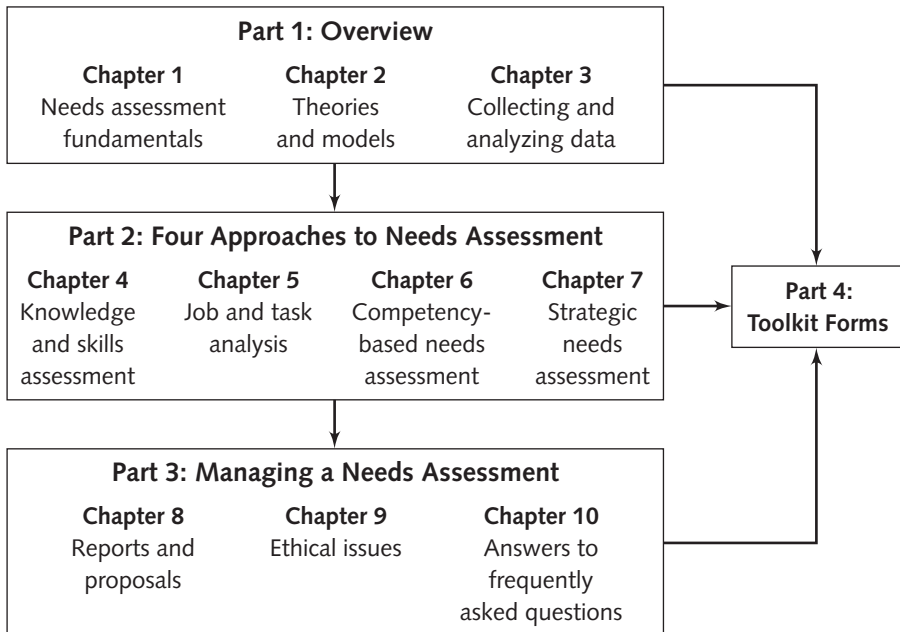 Part 1: Overview
Chapter 1
Needs assessment
fundamentals
Chapter 2
Theories
and models
Chapter 3
Collecting and
analyzing data
Part 2: Four Approaches to Needs Assessment
Chapter 4
Knowledge
and skills
assessment
Chapter 5
Job and task
analysis
Chapter 6
Competency-
based needs
assessment
Chapter 7
Strategic
needs
assessment
Part 4:
Toolkit Forms
Part 3: Managing a Needs Assessment
Chapter 8
Reports and
proposals
Chapter 9
Ethical issues
Chapter 10
Answers to
frequently
asked questions